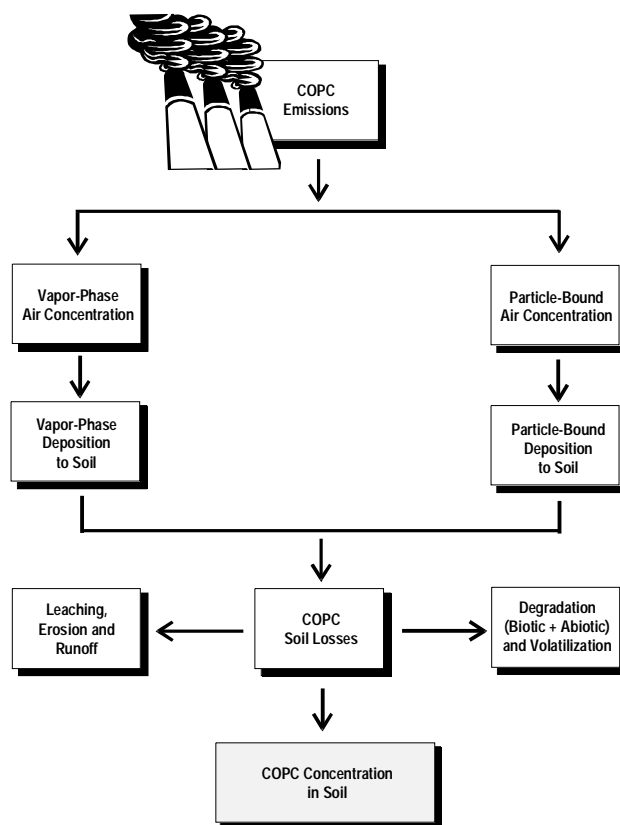 COPC
Emissions
Vapor-Phase
Air Concentration
Particle-Bound
Air Concentration
Vapor-Phase
Deposition
to Soil
Particle-Bound
Deposition
to Soil
Leaching,
Erosion and
Runoff
COPC
Soil Losses
Degradation
(Biotic + Abiotic)
and Volatilization
COPC Concentration
in Soil